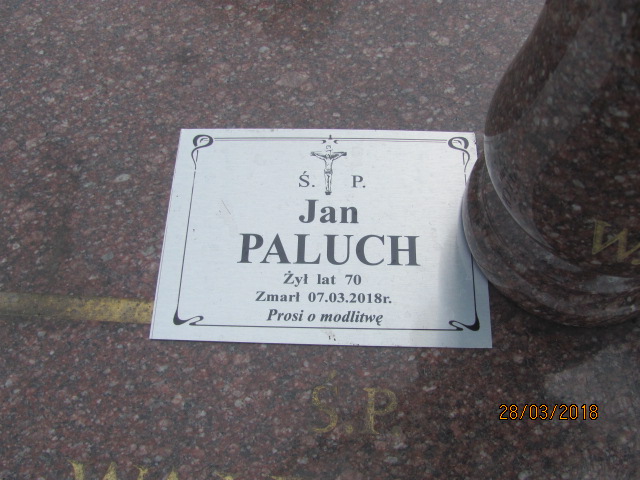 Ś. P.
Jan
PALUCH
Żył lat 70
Zmarł 07.03.2018r.
Prosi o modlitwę
Ś.P.
28/03/2018